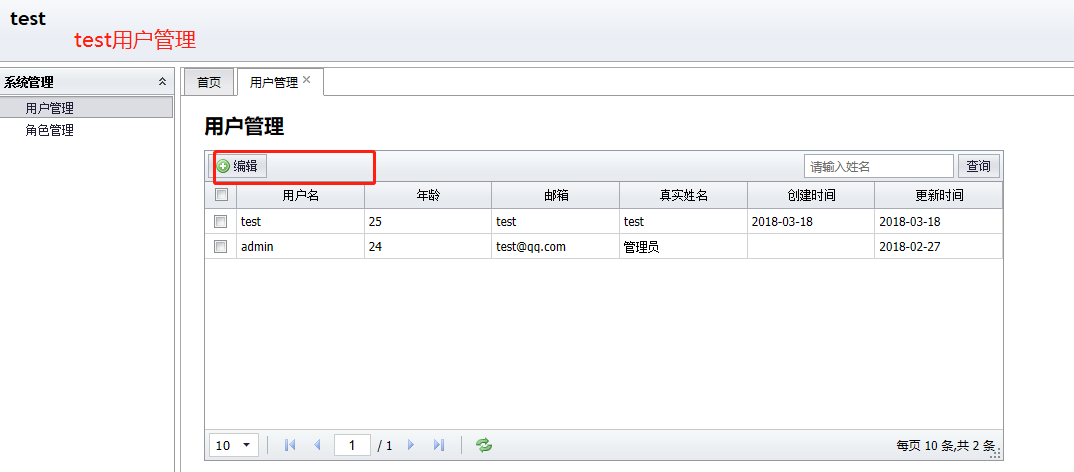 test
test用户管理
系统管理
用户管理
角色管理
首页 用户管理
用户管理
编辑 请输入姓名 查询
用户名 年龄 邮箱 真实姓名 创建时间 更新时间
test 25 test test 2018-03-18 2018-03-18
admin 24 test@qq.com 管理员 2018-02-27
10 1 / 1 每页 10 条,共 2 条